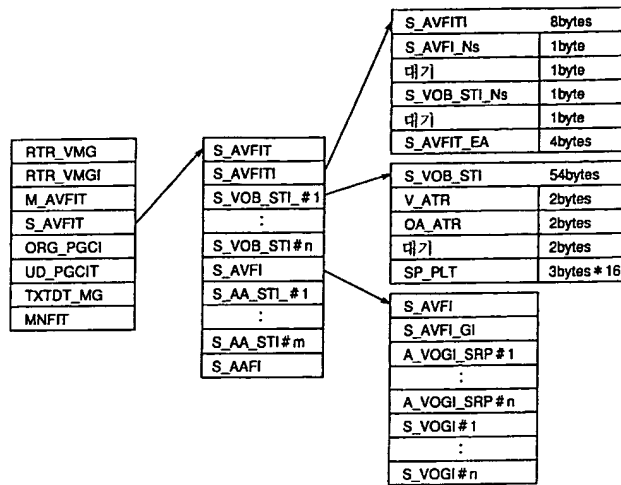 RTR_VMG
RTR_VMGI
M_AVFIT
S_AVFIT
ORG_PGCI
UD_PGCIT
TXTDT_MG
MNFIT
S_AVFIT
S_AVFITI
S_VOB_STI_#1
:
S_VOB_STI#n
S_AVFI
S_AA_STI_#1
:
S_AA_STI#m
S_AAFI
S_AVFITI 8bytes
S_AVFI_Ns 1byte
대기 1byte
S_VOB_STI_Ns 1byte
대기 1byte
S_AVFIT_EA 4bytes
S_VOB_STI 54bytes
V_ATR 2bytes
OA_ATR 2bytes
대기 2bytes
SP_PLT 3bytes*16
S_AVFI
S_AVFI_GI
A_VOGI_SRP#1
:
A_VOGI_SRP#n
S_VOGI#1
:
S_VOGI#n